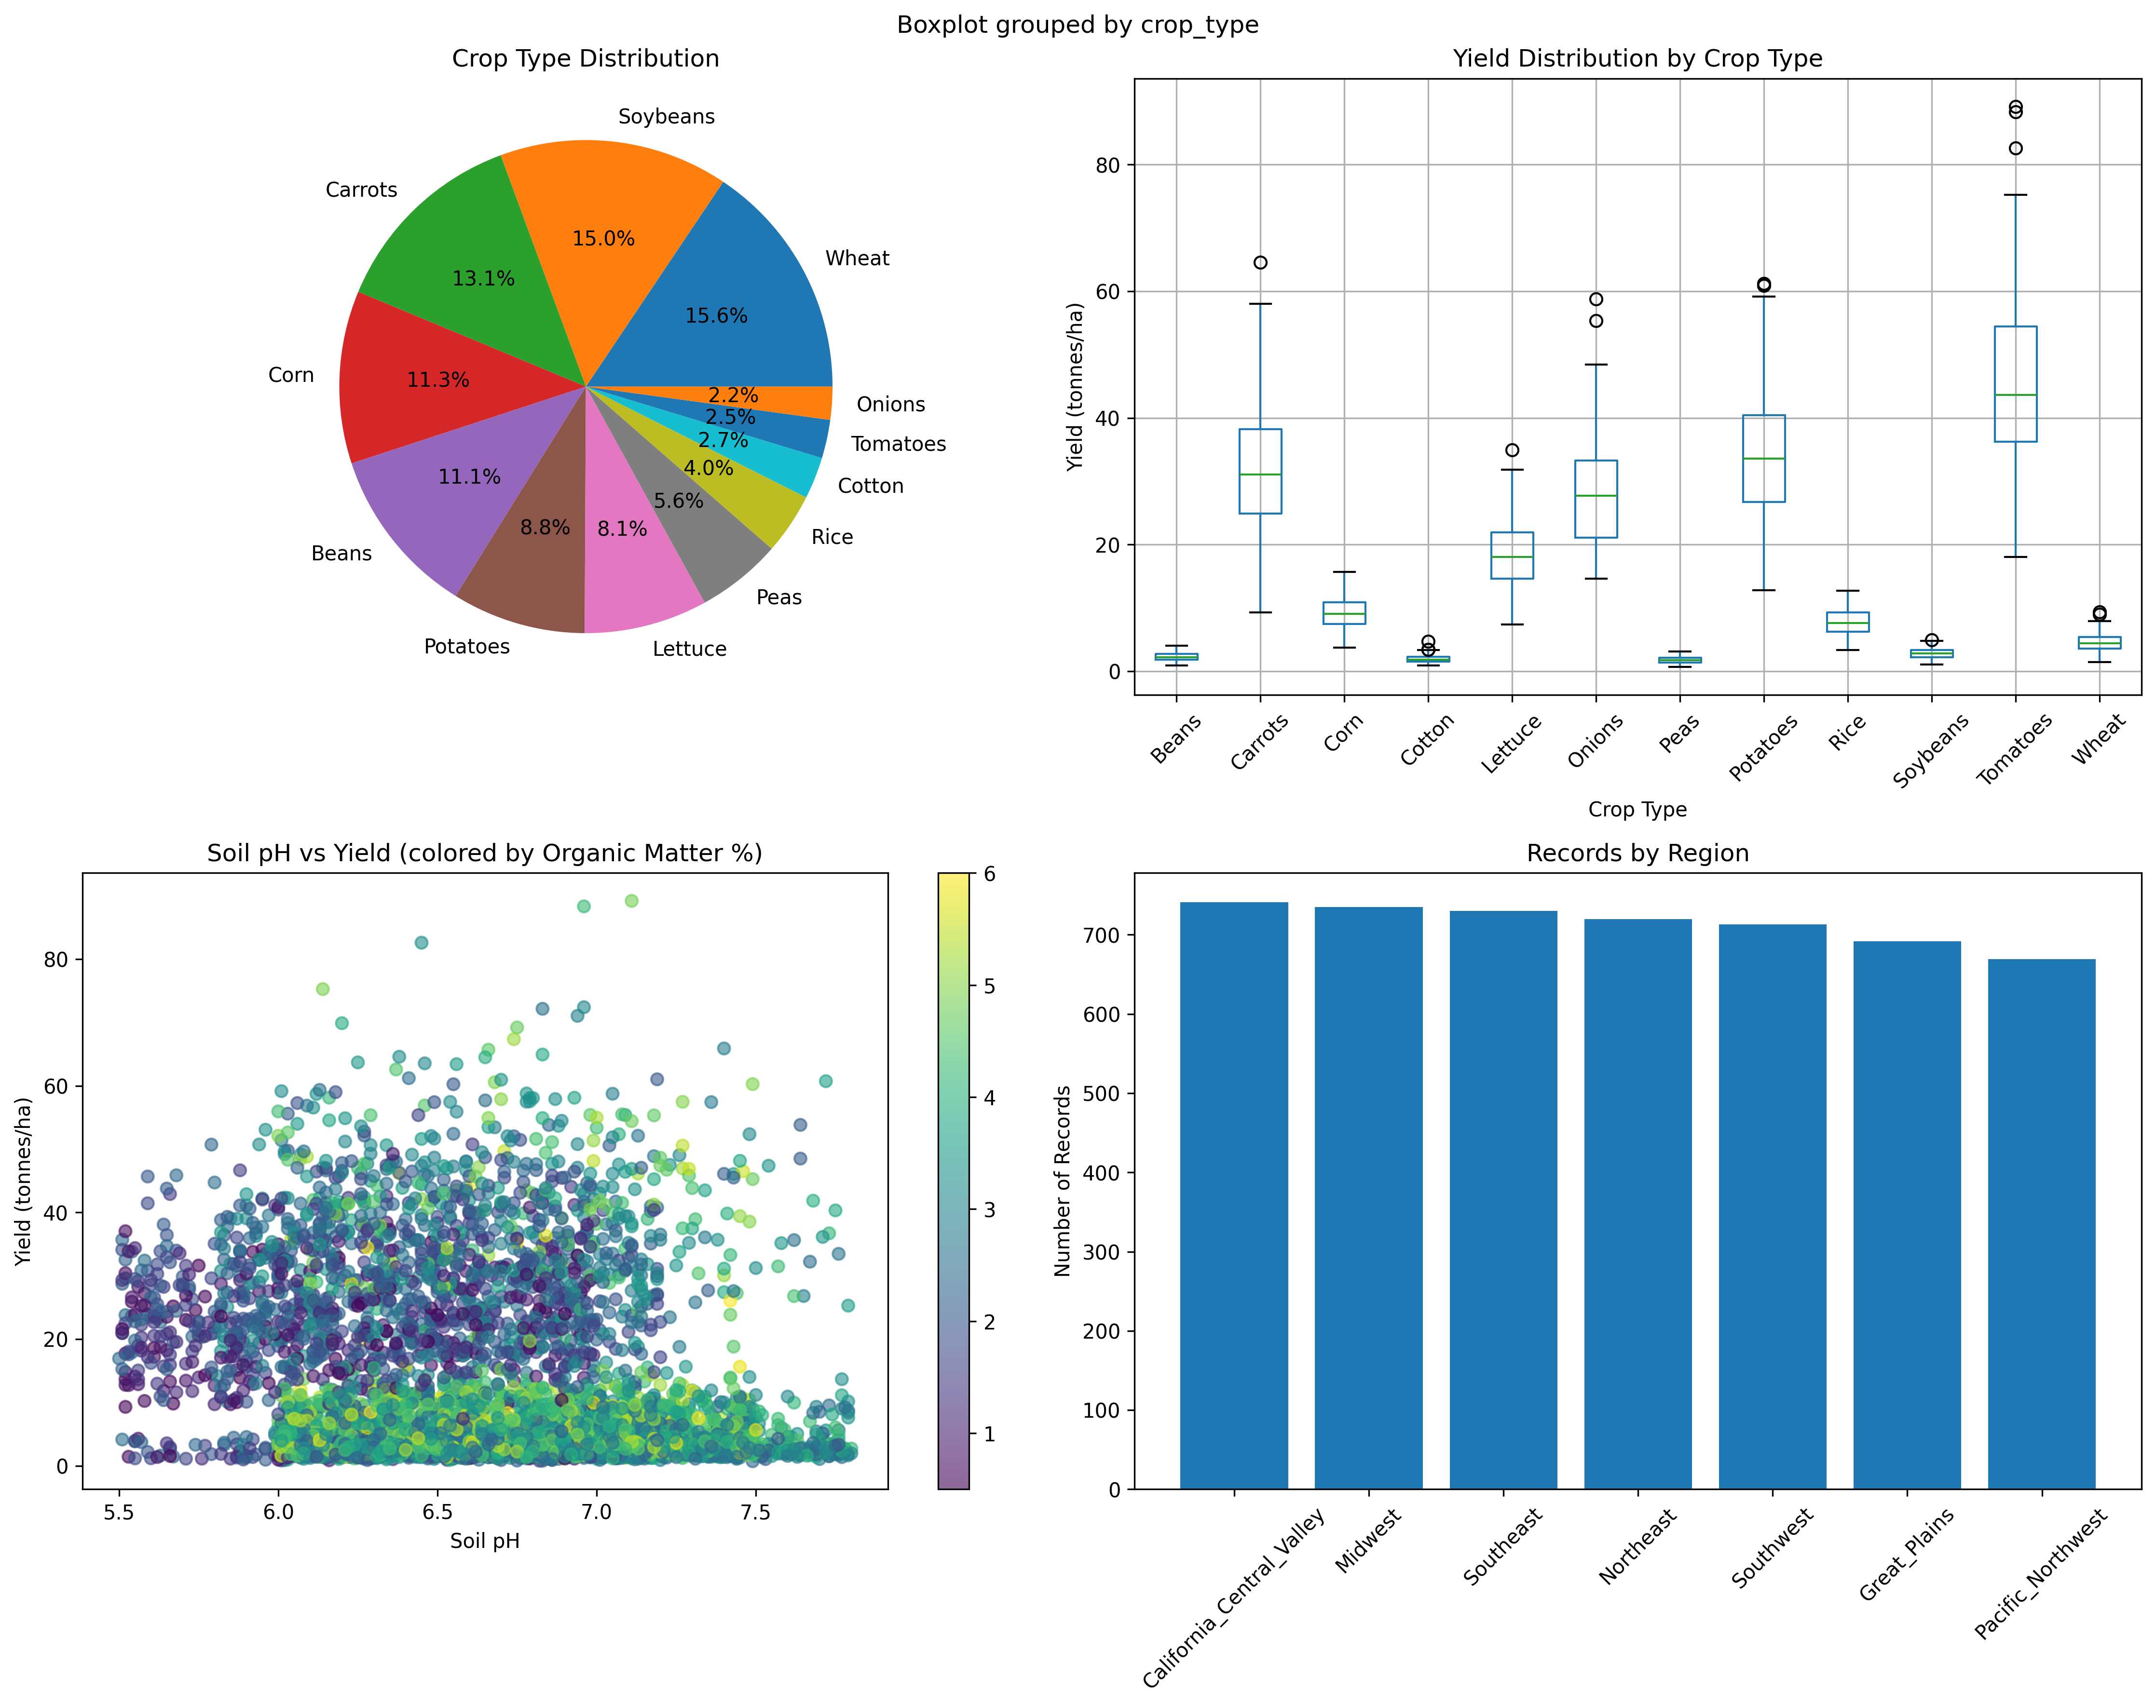 Boxplot grouped by crop_type
Crop Type Distribution
Soybeans
Carrots
Wheat
15.0%
13.1%
15.6%
Corn
11.3%
2.2%
Onions
2.5%
Tomatoes
2.7%
4.0%
Cotton
11.1%
5.6%
8.8%
8.1%
Rice
Beans
Peas
Potatoes
Lettuce
Yield Distribution by Crop Type
Yield (tonnes/ha)
80
60
40
20
0
Beans
Carrots
Corn
Cotton
Lettuce
Onions
Peas
Potatoes
Rice
Soybeans
Tomatoes
Wheat
Crop Type
Soil pH vs Yield (colored by Organic Matter %)
Yield (tonnes/ha)
80
60
40
20
0
5.5
6.0
6.5
7.0
7.5
Soil pH
6
5
4
3
2
1
Records by Region
Number of Records
700
600
500
400
300
200
100
0
California_Central_Valley
Midwest
Southeast
Northeast
Southwest
Great_Plains
Pacific_Northwest